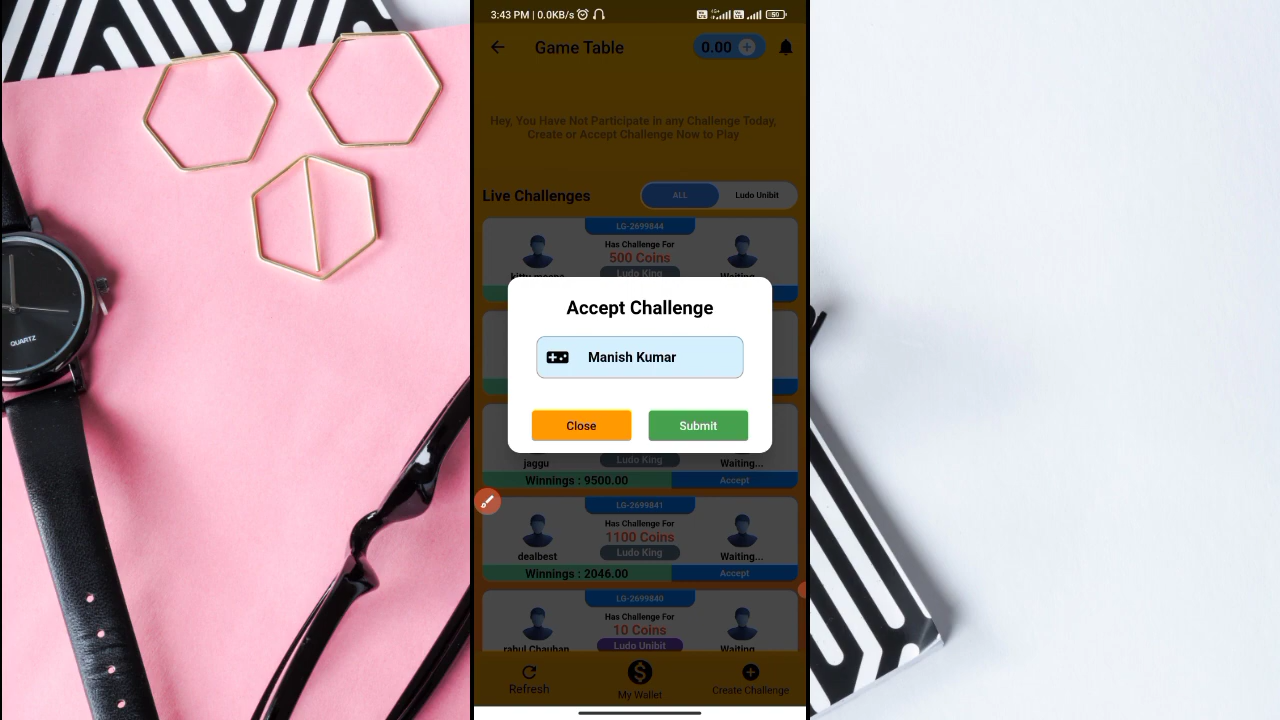 3:43 PM | 0.0KB/s
50
Game Table
0.00
Hey, You Have Not Participate in any Challenge Today,
Create or Accept Challenge Now to Play
Live Challenges
ALL
Ludo Unibit
LG-2699844
Has Challenge For
500 Coins
Ludo King
kitty meena
Waiting...
Accept Challenge
Manish Kumar
Close
Submit
Ludo King
jaggu
Waiting...
Winnings : 9500.00
Accept
LG-2699841
Has Challenge For
1100 Coins
Ludo King
dealbest
Waiting...
Winnings : 2046.00
Accept
LG-2699840
Has Challenge For
10 Coins
Ludo Unibit
rahul Chauhan
Waiting...
Refresh
My Wallet
Create Challenge
QUARTZ